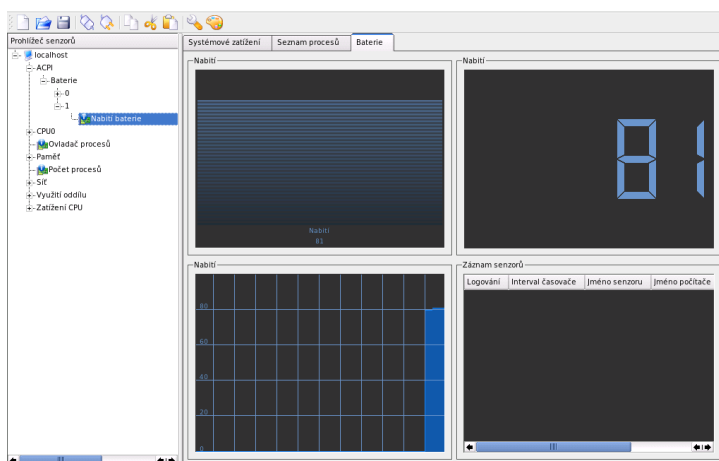 Prohlížeč senzorů
localhost
ACPI
Baterie
0
1
Nabití baterie
CPU0
Ovladač procesů
Paměť
Počet procesů
Síť
Využití oddílu
Zatížení CPU
Systémové zatížení
Seznam procesů
Baterie
Nabití
Nabití
81
Nabití
81
Nabití
80
60
40
20
0
Záznam senzorů
Logování
Interval časovače
Jméno senzoru
Jméno počítače